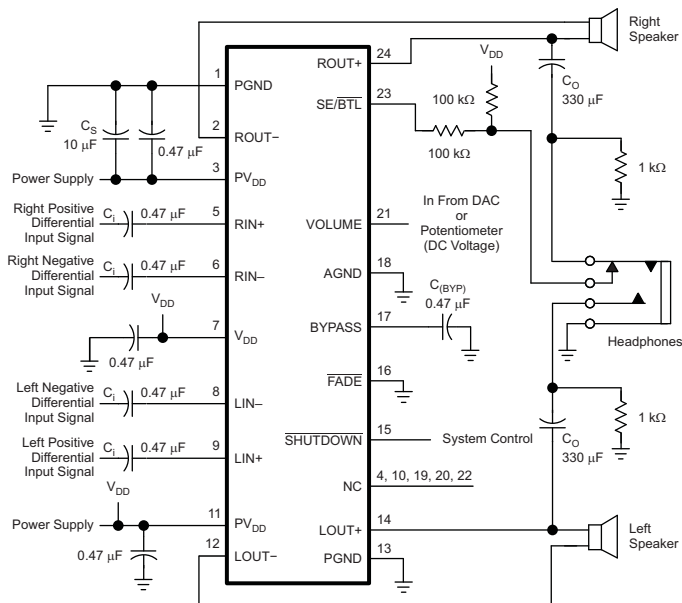 Right
Speaker
ROUT+
24
V_DD
C_O
330 μF
1
PGND
SE/BTL
23
100 kΩ
100 kΩ
1 kΩ
C_S
10 μF
0.47 μF
2
ROUT−
3
Power Supply
PV_DD
Right Positive
Differential
Input Signal
C_i
0.47 μF
5
RIN+
VOLUME
21
In From DAC
or
Potentiometer
(DC Voltage)
Right Negative
Differential
Input Signal
C_i
0.47 μF
6
RIN−
AGND
18
C_(BYP)
0.47 μF
V_DD
7
V_DD
BYPASS
17
0.47 μF
Headphones
Left Negative
Differential
Input Signal
C_i
0.47 μF
8
LIN−
FADE
16
1 kΩ
Left Positive
Differential
Input Signal
C_i
0.47 μF
9
LIN+
SHUTDOWN
15
System Control
C_O
330 μF
V_DD
NC
4, 10, 19, 20, 22
Power Supply
11
PV_DD
LOUT+
14
Left
Speaker
0.47 μF
12
LOUT−
PGND
13